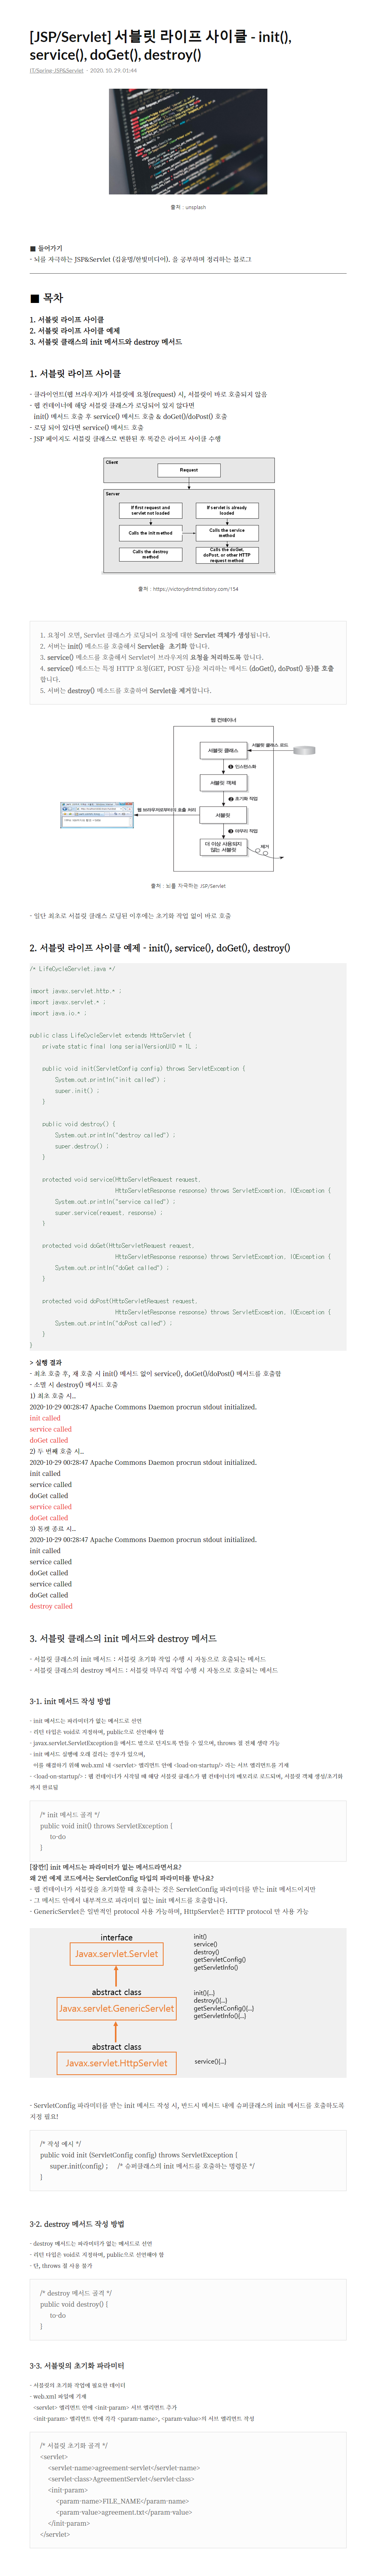 [JSP/Servlet] 서블릿 라이프 사이클 - init(),
service(), doGet(), destroy()
IT/Spring-JSP&Servlet · 2020. 10. 29. 01:44
출처 : unsplash
■ 들어가기
- 뇌를 자극하는 JSP&Servlet (김윤명/한빛미디어). 을 공부하며 정리하는 블로그
■ 목차
1. 서블릿 라이프 사이클
2. 서블릿 라이프 사이클 예제
3. 서블릿 클래스의 init 메서드와 destroy 메서드
1. 서블릿 라이프 사이클
- 클라이언트(웹 브라우저)가 서블릿에 요청(request) 시, 서블릿이 바로 호출되지 않음
- 웹 컨테이너에 해당 서블릿 클래스가 로딩되어 있지 않다면
init() 메서드 호출 후 service() 메서드 호출 & doGet()/doPost() 호출
- 로딩 되어 있다면 service() 메서드 호출
- JSP 페이지도 서블릿 클래스로 변환된 후 똑같은 라이프 사이클 수행
Client
Request
Server
If first request and
servlet not loaded
If servlet is already
loaded
Calls the init method
Calls the service
method
Calls the destroy
method
Calls the doGet,
doPost, or other HTTP
request method
출처 : https://victorydntmd.tistory.com/154
1. 요청이 오면, Servlet 클래스가 로딩되어 요청에 대한 Servlet 객체가 생성됩니다.
2. 서버는 init() 메소드를 호출해서 Servlet을 초기화 합니다.
3. service() 메소드를 호출해서 Servlet이 브라우저의 요청을 처리하도록 합니다.
4. service() 메소드는 특정 HTTP 요청(GET, POST 등)을 처리하는 메서드 (doGet(), doPost() 등)를 호출
합니다.
5. 서버는 destroy() 메소드를 호출하여 Servlet을 제거합니다.
웹 컨테이너
서블릿 클래스
서블릿 클래스 로드
❶ 인스턴스화
서블릿 객체
❷ 초기화 작업
웹 브라우저로부터의 호출 처리
서블릿
❸ 마무리 작업
더 이상 사용되지
않는 서블릿
제거
출처 : 뇌를 자극하는 JSP/Servlet
- 일단 최초로 서블릿 클래스 로딩된 이후에는 초기화 작업 없이 바로 호출
2. 서블릿 라이프 사이클 예제 - init(), service(), doGet(), destroy()
/* LifeCycleServlet.java */
import javax.servlet.http.* ;
import javax.servlet.* ;
import java.io.* ;
public class LifeCycleServlet extends HttpServlet {
private static final long serialVersionUID = 1L ;
public void init(ServletConfig config) throws ServletException {
System.out.println("init called") ;
super.init() ;
}
public void destroy() {
System.out.println("destroy called") ;
super.destroy() ;
}
protected void service(HttpServletRequest request,
HttpServletResponse response) throws ServletException, IOException {
System.out.println("service called") ;
super.service(request, response) ;
}
protected void doGet(HttpServletRequest request,
HttpServletResponse response) throws ServletException, IOException {
System.out.println("doGet called") ;
}
protected void doPost(HttpServletRequest request,
HttpServletResponse response) throws ServletException, IOException {
System.out.println("doPost called") ;
}
}
> 실행 결과
- 최초 호출 후, 재 호출 시 init() 메서드 없이 service(), doGet()/doPost() 메서드를 호출함
- 소멸 시 destroy() 메서드 호출
1) 최초 호출 시...
2020-10-29 00:28:47 Apache Commons Daemon procrun stdout initialized.
init called
service called
doGet called
2) 두 번째 호출 시...
2020-10-29 00:28:47 Apache Commons Daemon procrun stdout initialized.
init called
service called
doGet called
service called
doGet called
3) 톰캣 종료 시...
2020-10-29 00:28:47 Apache Commons Daemon procrun stdout initialized.
init called
service called
doGet called
service called
doGet called
destroy called
3. 서블릿 클래스의 init 메서드와 destroy 메서드
- 서블릿 클래스의 init 메서드 : 서블릿 초기화 작업 수행 시 자동으로 호출되는 메서드
- 서블릿 클래스의 destroy 메서드 : 서블릿 마무리 작업 수행 시 자동으로 호출되는 메서드
3-1. init 메서드 작성 방법
- init 메서드는 파라미터가 없는 메서드로 선언
- 리턴 타입은 void로 지정하며, public으로 선언해야 함
- javax.servlet.ServletException을 메서드 밖으로 던지도록 만들 수 있으며, throws 절 전체 생략 가능
- init 메서드 실행에 오래 걸리는 경우가 있으며,
이를 해결하기 위해 web.xml 내 <servlet> 엘리먼트 안에 <load-on-startup/> 라는 서브 엘리먼트를 기재
- <load-on-startup/> : 웹 컨테이너가 시작될 때 해당 서블릿 클래스가 웹 컨테이너의 메모리로 로드되며, 서블릿 객체 생성/초기화
까지 완료됨
/* init 메서드 골격 */
public void init() throws ServletException {
to-do
}
[잠깐!] init 메서드는 파라미터가 없는 메서드라면서요?
왜 2번 예제 코드에서는 ServletConfig 타입의 파라미터를 받나요?
- 웹 컨테이너가 서블릿을 초기화할 때 호출하는 것은 ServletConfig 파라미터를 받는 init 메서드이지만
- 그 메서드 안에서 내부적으로 파라미터 없는 init 메서드를 호출합니다.
- GenericServlet은 일반적인 protocol 사용 가능하며, HttpServlet은 HTTP protocol 만 사용 가능
interface
Javax.servlet.Servlet
init()
service()
destroy()
getServletConfig()
getServletInfo()
abstract class
Javax.servlet.GenericServlet
init(){...}
destroy(){...}
getServletConfig(){...}
getServletInfo(){...}
abstract class
Javax.servlet.HttpServlet
service(){...}
- ServletConfig 파라미터를 받는 init 메서드 작성 시, 반드시 메서드 내에 슈퍼클래스의 init 메서드를 호출하도록
지정 필요!
/* 작성 예시 */
public void init (ServletConfig config) throws ServletException {
super.init(config) ; /* 슈퍼클래스의 init 메서드를 호출하는 명령문 */
}
3-2. destroy 메서드 작성 방법
- destroy 메서드는 파라미터가 없는 메서드로 선언
- 리턴 타입은 void로 지정하며, public으로 선언해야 함
- 단, throws 절 사용 불가
/* destroy 메서드 골격 */
public void destroy() {
to-do
}
3-3. 서블릿의 초기화 파라미터
- 서블릿의 초기화 작업에 필요한 데이터
- web.xml 파일에 기재
<servlet> 엘리먼트 안에 <init-param> 서브 엘리먼트 추가
<init-param> 엘리먼트 안에 각각 <param-name>, <param-value>의 서브 엘리먼트 작성
/* 서블릿 초기화 골격 */
<servlet>
<servlet-name>agreement-servlet</servlet-name>
<servlet-class>AgreementServlet</servlet-class>
<init-param>
<param-name>FILE_NAME</param-name>
<param-value>agreement.txt</param-value>
</init-param>
</servlet>